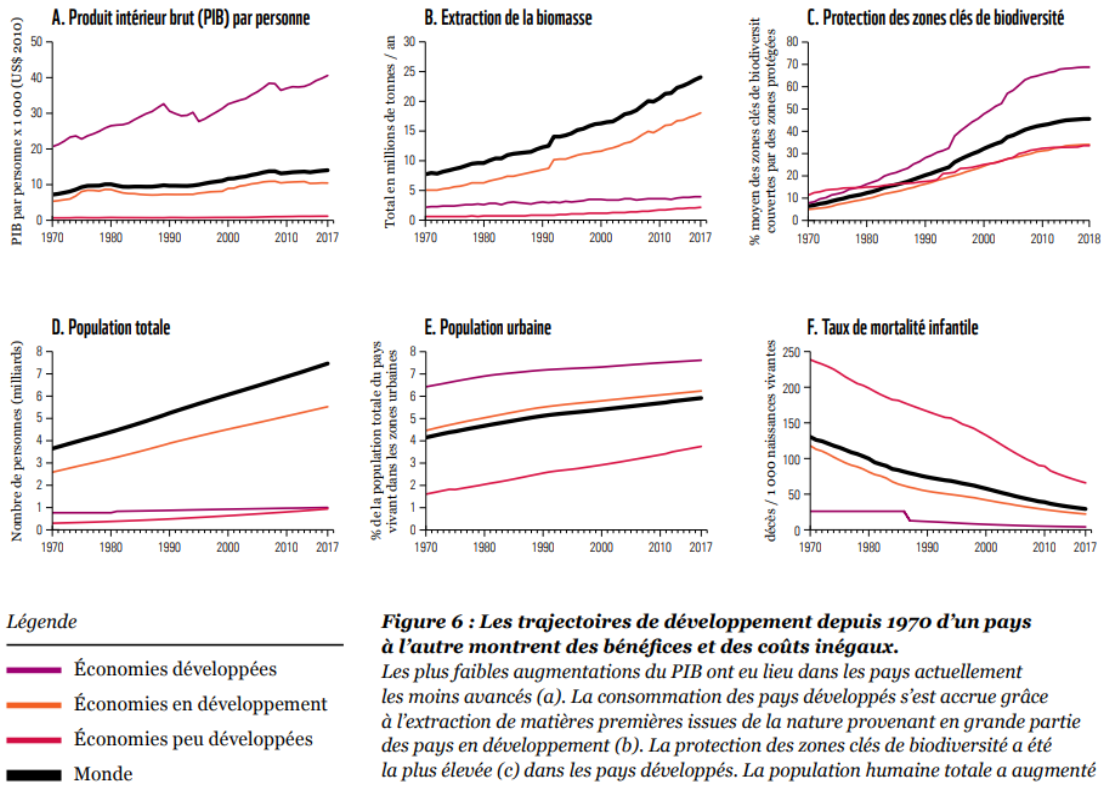 A. Produit intérieur brut (PIB) par personne
PIB par personne x 1 000 (US$ 2010)
50
40
30
20
10
0
1970 1980 1990 2000 2010 2017
B. Extraction de la biomasse
Total en millions de tonnes / an
30
25
20
15
10
5
0
1970 1980 1990 2000 2010 2017
C. Protection des zones clés de biodiversité
% moyen des zones clés de biodiversit
couvertes par des zones protégées
80
70
60
50
40
30
20
10
0
1970 1980 1990 2000 2010 2018
D. Population totale
Nombre de personnes (milliards)
8
7
6
5
4
3
2
1
0
1970 1980 1990 2000 2010 2017
E. Population urbaine
% de la population totale du pays
vivant dans les zones urbaines
8
7
6
5
4
3
2
1
0
1970 1980 1990 2000 2010 2017
F. Taux de mortalité infantile
décès / 1 000 naissances vivantes
250
200
150
100
50
0
1970 1980 1990 2000 2010 2017
Légende
Économies développées
Économies en développement
Économies peu développées
Monde
Figure 6 : Les trajectoires de développement depuis 1970 d’un pays
à l’autre montrent des bénéfices et des coûts inégaux.
Les plus faibles augmentations du PIB ont eu lieu dans les pays actuellement
les moins avancés (a). La consommation des pays développés s’est accrue grâce
à l’extraction de matières premières issues de la nature provenant en grande partie
des pays en développement (b). La protection des zones clés de biodiversité a été
la plus élevée (c) dans les pays développés. La population humaine totale a augmenté